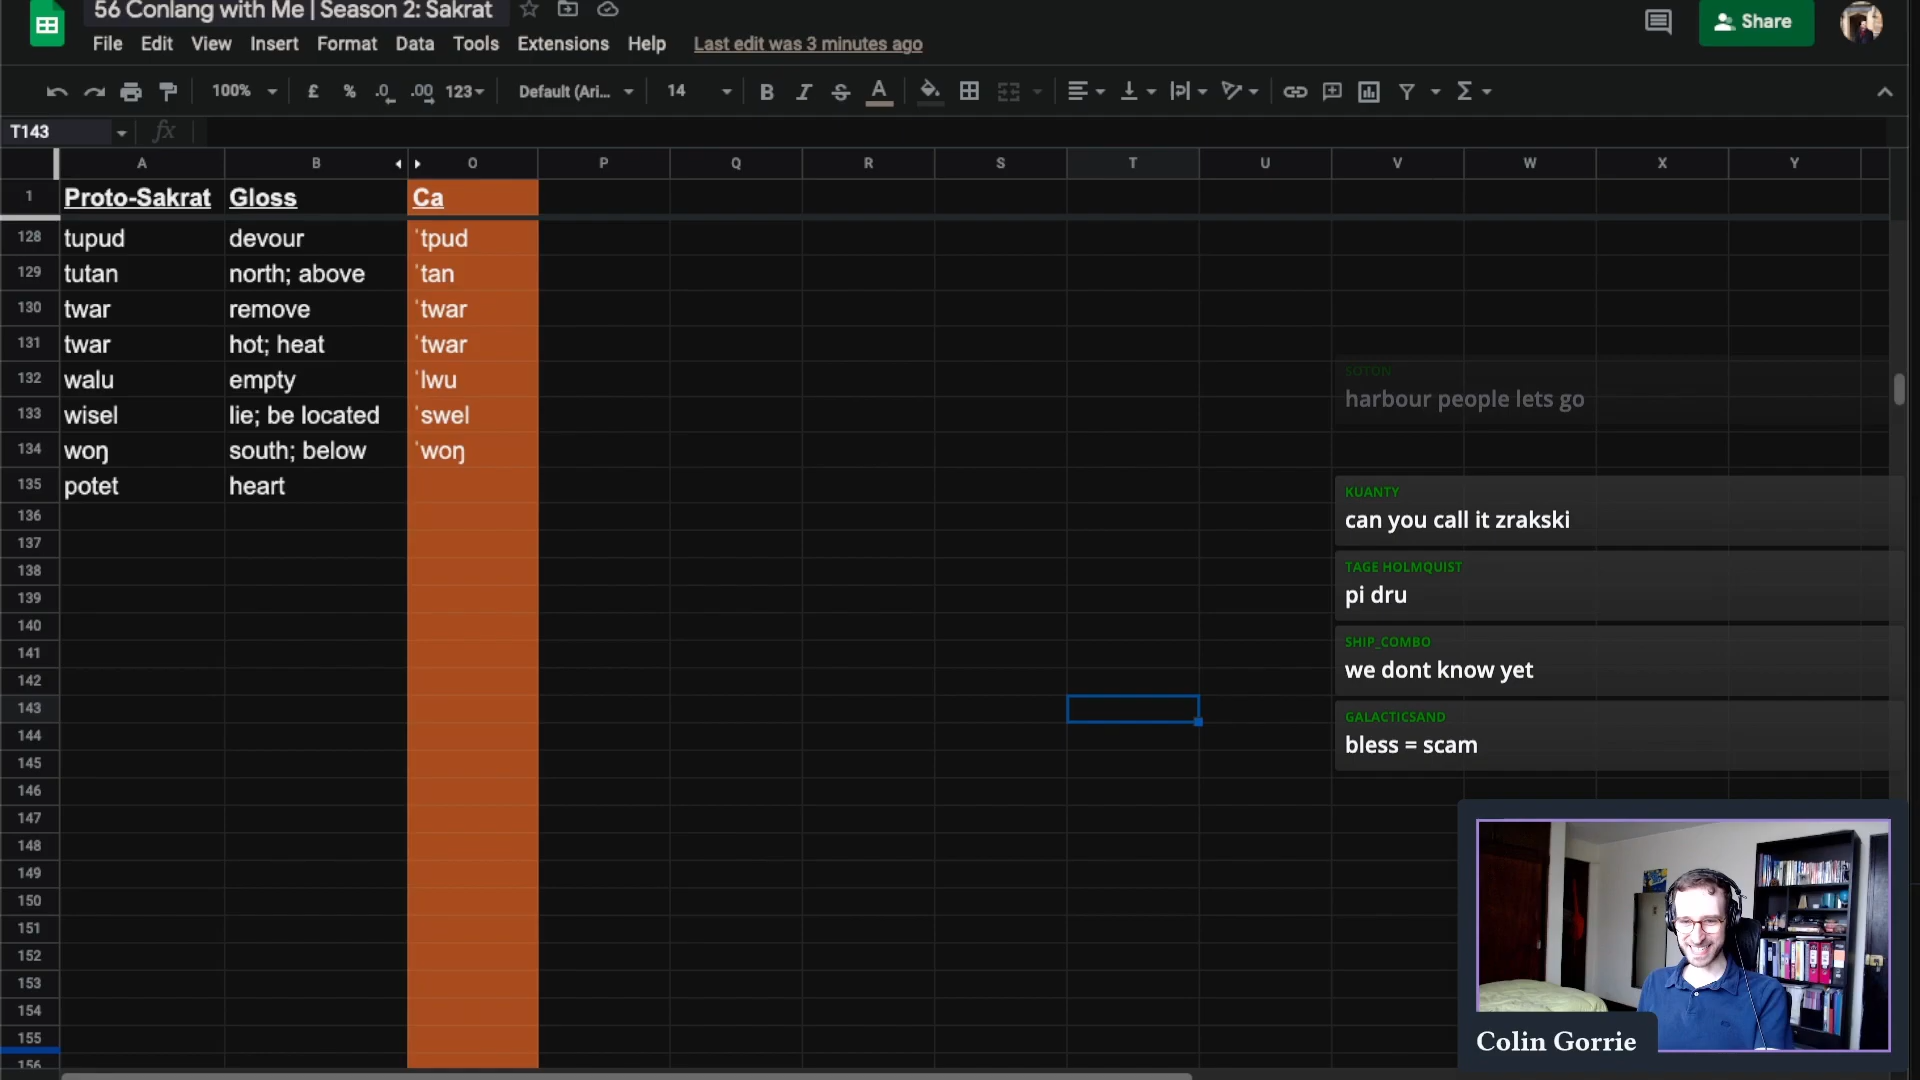 56 Conlang with Me | Season 2: Sakrat
File Edit View Insert Format Data Tools Extensions Help Last edit was 3 minutes ago
Share
100% £ % .0 .00 123 Default (Ari... 14 B I S A Σ
T143 fx
A B O P Q R S T U V W X Y
1 Proto-Sakrat Gloss Ca
128 tupud devour ˈtpud
129 tutan north; above ˈtan
130 twar remove ˈtwar
131 twar hot; heat ˈtwar
132 walu empty ˈlwu
133 wisel lie; be located ˈswel
134 woŋ south; below ˈwoŋ
135 potet heart
136
137
138
139
140
141
142
143
144
145
146
147
148
149
150
151
152
153
154
155
156
SOTON
harbour people lets go
KUANTY
can you call it zrakski
TAGE HOLMQUIST
pi dru
SHIP_COMBO
we dont know yet
GALACTICSAND
bless = scam
Colin Gorrie